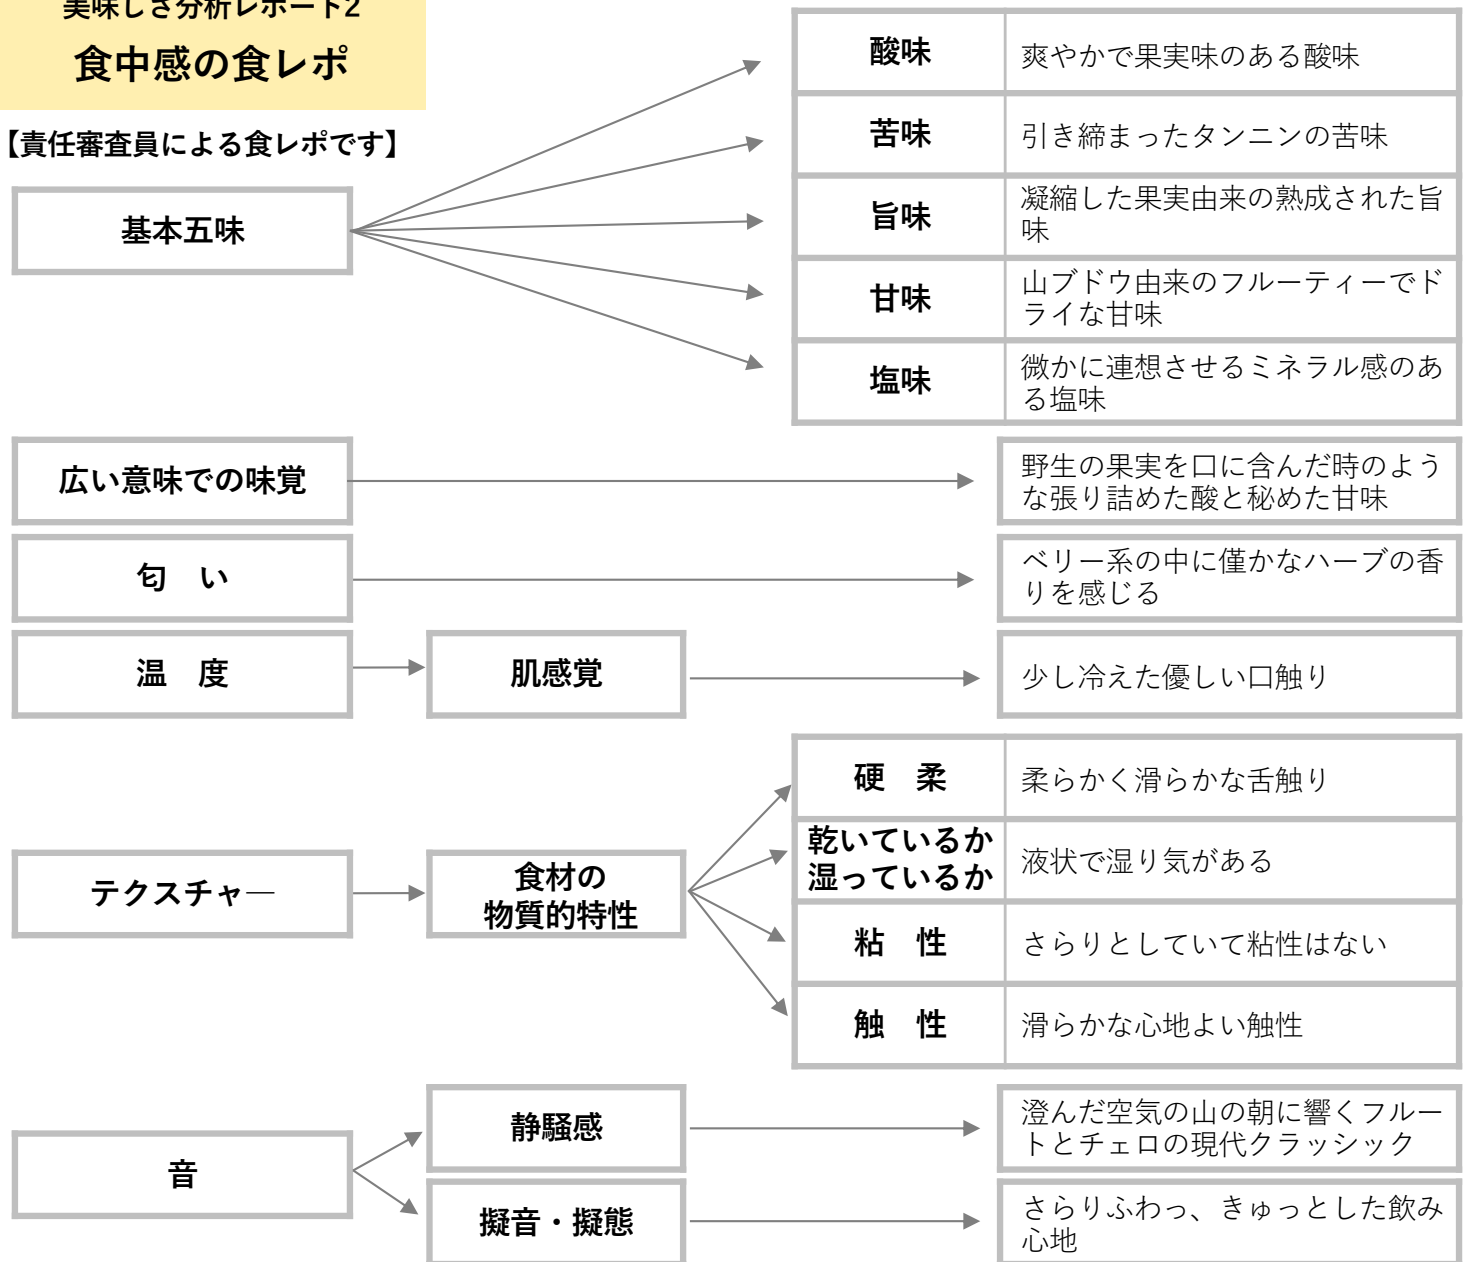 美味しさ分析レポート2
食中感の食レポ
【責任審査員による食レポです】
基本五味
酸味
爽やかで果実味のある酸味
苦味
引き締まったタンニンの苦味
旨味
凝縮した果実由来の熟成された旨
味
甘味
山ブドウ由来のフルーティーでド
ライな甘味
塩味
微かに連想させるミネラル感のあ
る塩味
広い意味での味覚
野生の果実を口に含んだ時のよう
な張り詰めた酸と秘めた甘味
匂　い
ベリー系の中に僅かなハーブの香
りを感じる
温　度
肌感覚
少し冷えた優しい口触り
テクスチャ―
食材の
物質的特性
硬　柔
柔らかく滑らかな舌触り
乾いているか
湿っているか
液状で湿り気がある
粘　性
さらりとしていて粘性はない
触　性
滑らかな心地よい触性
音
静騒感
澄んだ空気の山の朝に響くフルー
トとチェロの現代クラッシック
擬音・擬態
さらりふわっ、きゅっとした飲み
心地